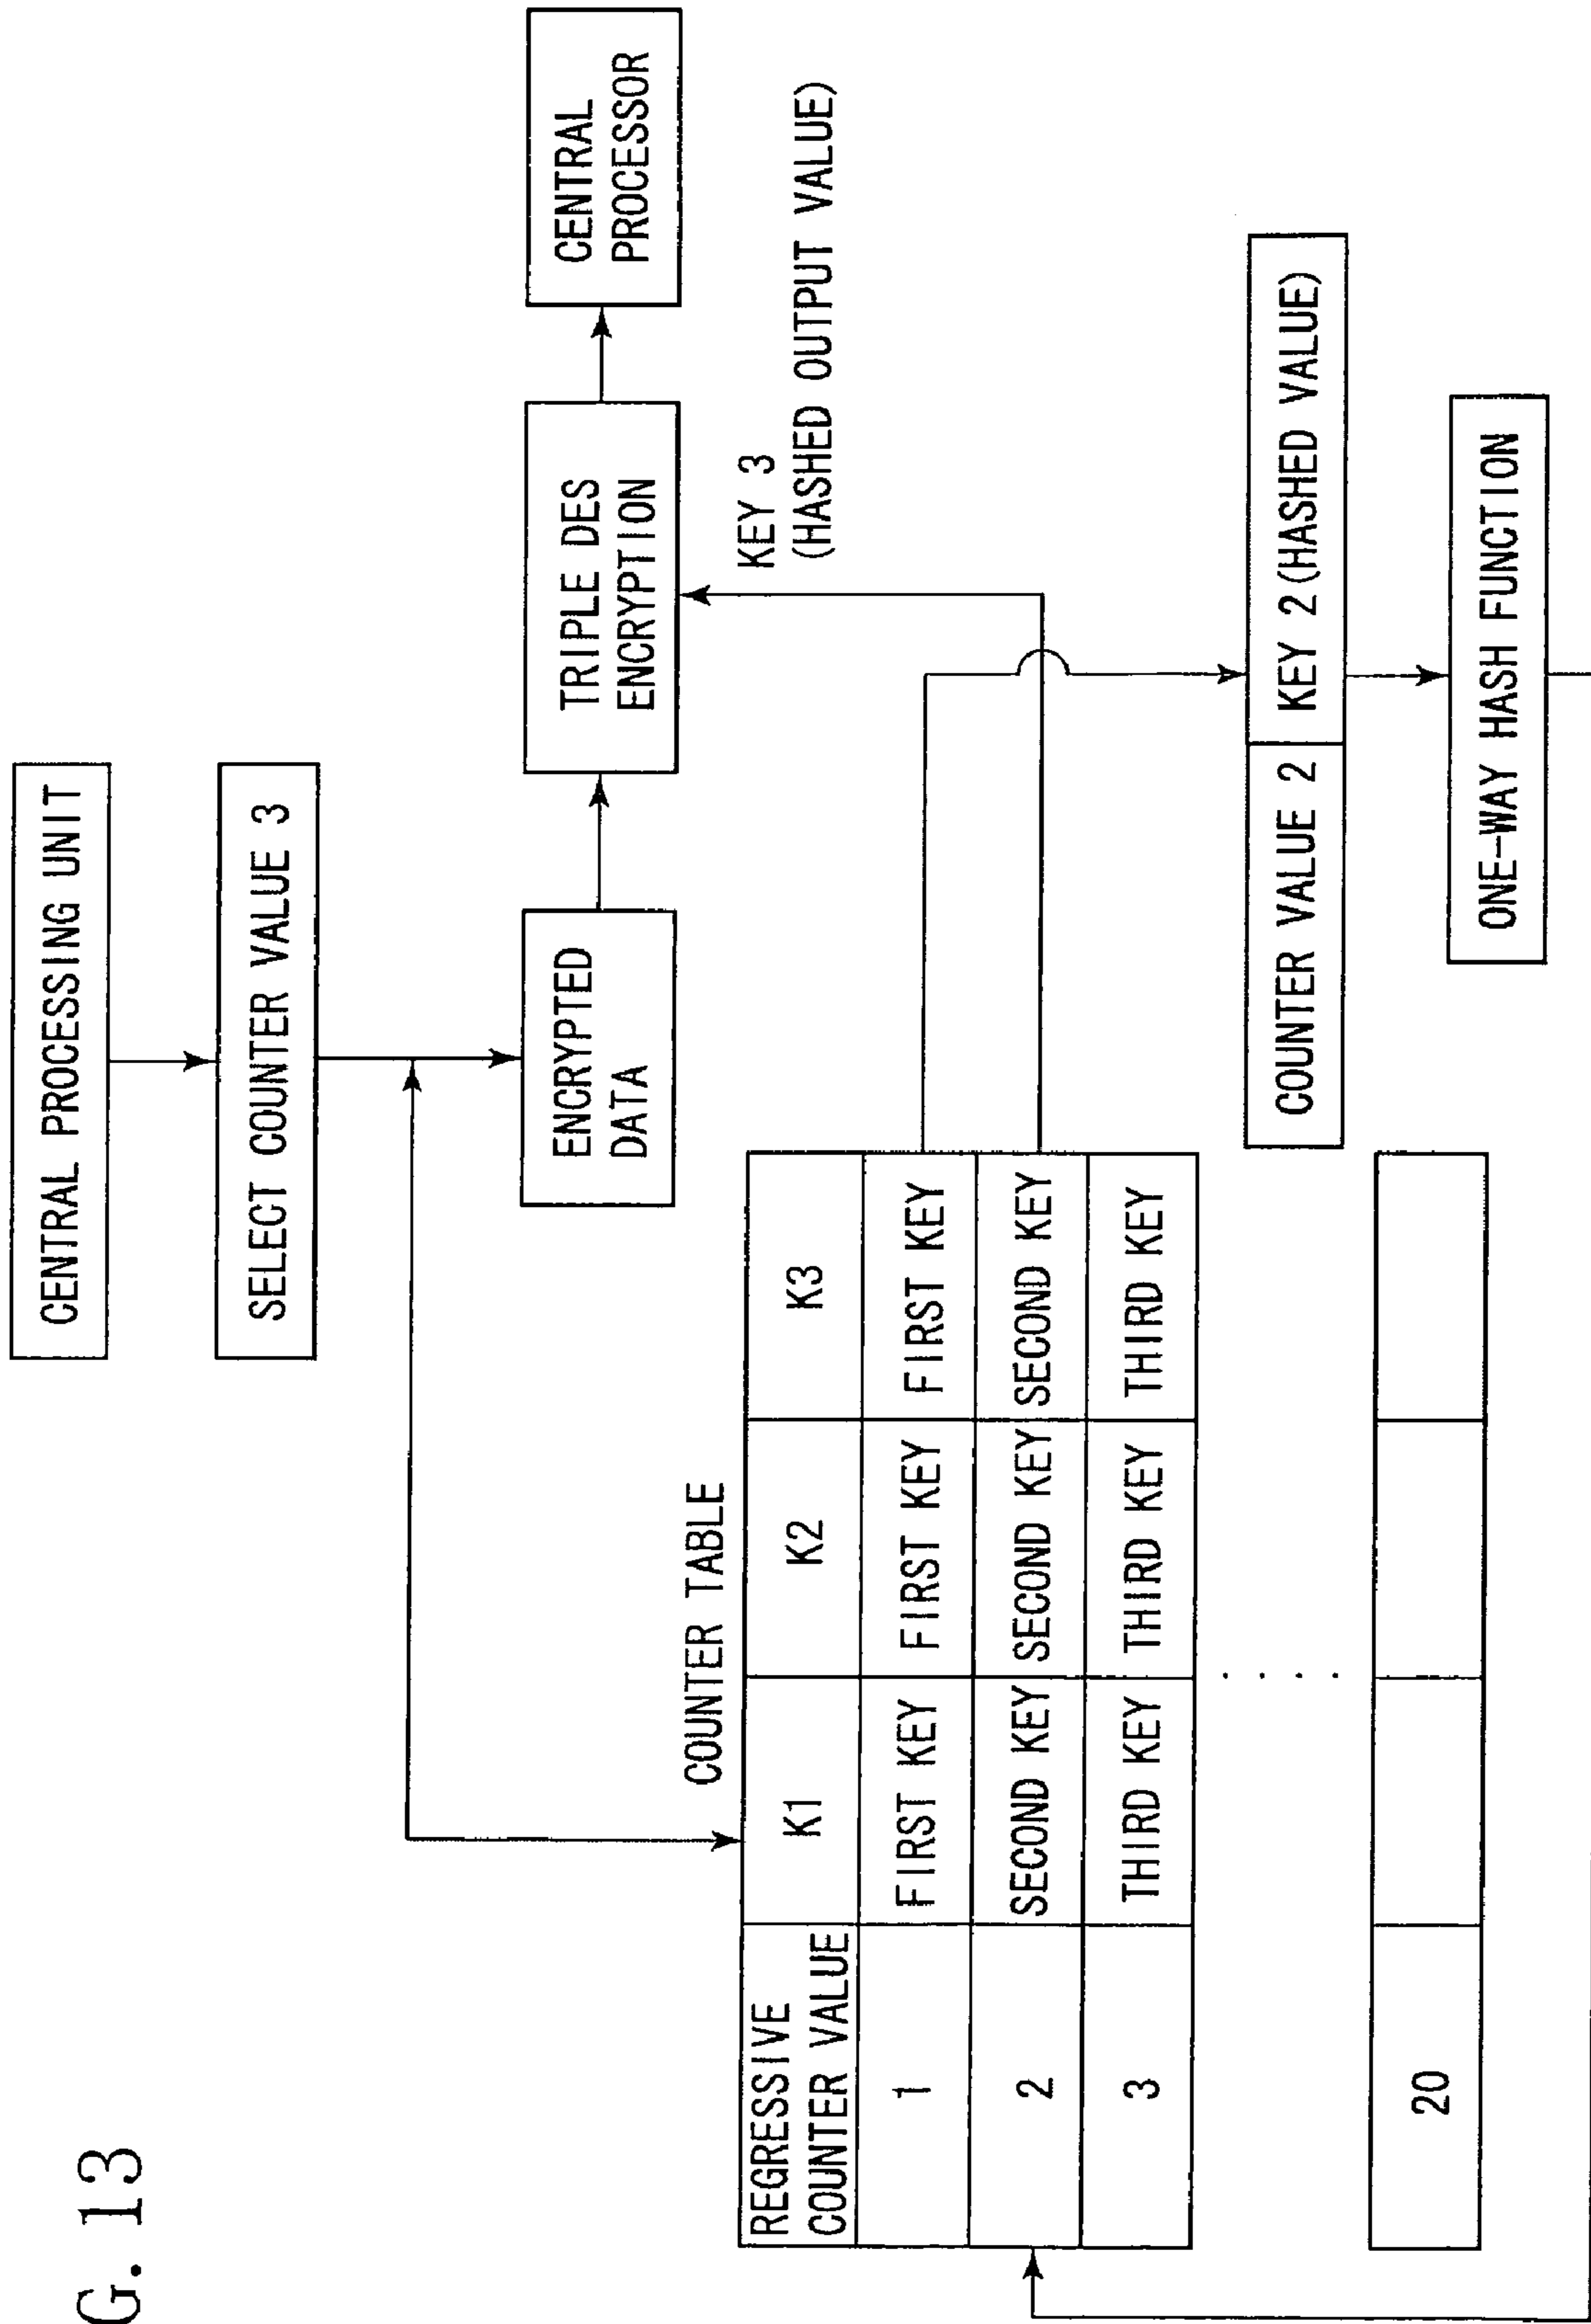 G. 13
CENTRAL PROCESSING UNIT
SELECT COUNTER VALUE 3
ENCRYPTED
DATA
TRIPLE DES
ENCRYPTION
CENTRAL
PROCESSOR
KEY 3
(HASHED OUTPUT VALUE)
COUNTER TABLE
REGRESSIVE
COUNTER VALUE
K1
K2
K3
1
FIRST KEY
FIRST KEY
FIRST KEY
2
SECOND KEY
SECOND KEY
SECOND KEY
3
THIRD KEY
THIRD KEY
THIRD KEY
. . . .
20
COUNTER VALUE 2
KEY 2(HASHED VALUE)
ONE-WAY HASH FUNCTION